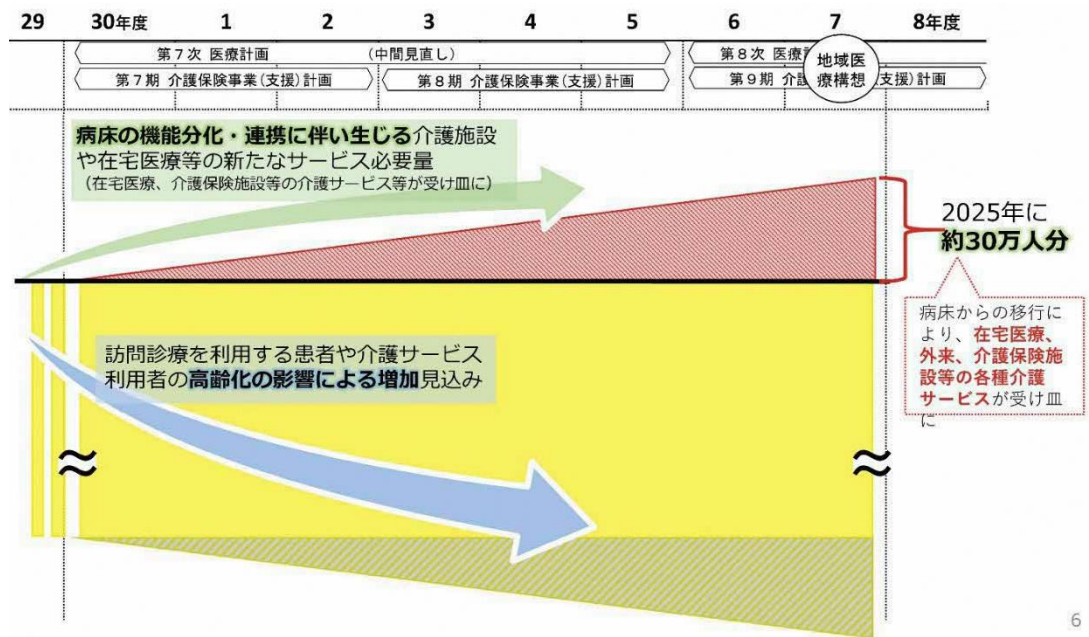 29 30年度 1 2 3 4 5 6 7 8年度
第７次 医療計画 (中間見直し) 第８次 医療
第７期 介護保険事業(支援)計画 第８期 介護保険事業(支援)計画 第９期 介護 (支援)計画
地域医
療構想
病床の機能分化・連携に伴い生じる介護施設
や在宅医療等の新たなサービス必要量
（在宅医療、介護保険施設等の介護サービス等が受け皿に）
2025年に
約30万人分
病床からの移行に
より、在宅医療、
外来、介護保険施
設等の各種介護
サービスが受け皿
に
訪問診療を利用する患者や介護サービス
利用者の高齢化の影響による増加見込み
6